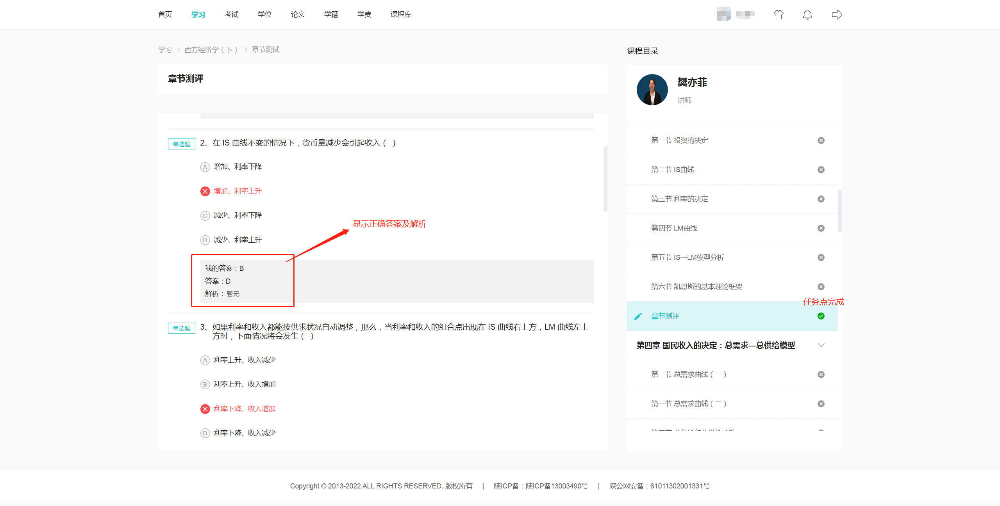 首页 学习 考试 学位 论文 学籍 学费 课程库
学习 > 西方经济学（下） > 章节测试
章节测评
单选题 2、在 IS 曲线不变的情况下，货币量减少会引起收入（ ）
A 增加、利率下降
增加、利率上升
C 减少、利率下降
D 减少、利率上升
显示正确答案及解析
我的答案：B
答案：D
解析：暂无
单选题 3、如果利率和收入都能按供求状况自动调整，那么，当利率和收入的组合点出现在 IS 曲线右上方，LM 曲线左上
方时，下面情况将会发生（ ）
A 利率上升、收入减少
B 利率上升、收入增加
利率下降、收入增加
D 利率下降、收入减少
课程目录
樊亦菲
讲师
第一节 投资的决定
第二节 IS曲线
第三节 利率的决定
第四节 LM曲线
第五节 IS—LM模型分析
第六节 凯恩斯的基本理论框架
任务点完成
章节测评
第四章 国民收入的决定：总需求—总供给模型
第一节 总需求曲线（一）
第一节 总需求曲线（二）
Copyright © 2013-2022 ALL RIGHTS RESERVED. 版权所有 | 陕ICP备：陕ICP备13003490号 | 陕公网安备：61011302001331号